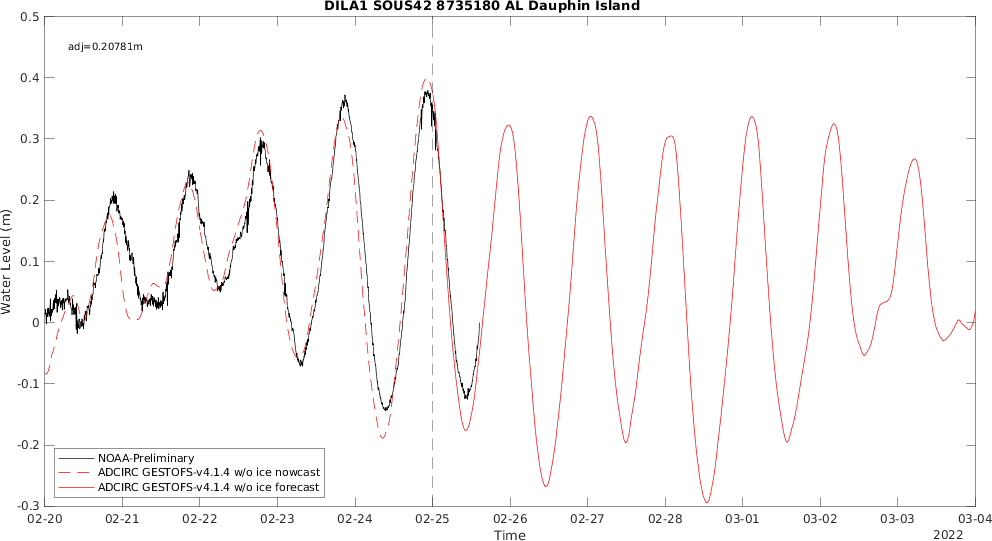 DILA1 SOUS42 8735180 AL Dauphin Island
adj=0.20781m
0.5
0.4
0.3
0.2
0.1
0
-0.1
-0.2
-0.3
Water Level (m)
NOAA-Preliminary
ADCIRC GESTOFS-v4.1.4 w/o ice nowcast
ADCIRC GESTOFS-v4.1.4 w/o ice forecast
02-20 02-21 02-22 02-23 02-24 02-25 02-26 02-27 02-28 03-01 03-02 03-03 03-04
Time
2022